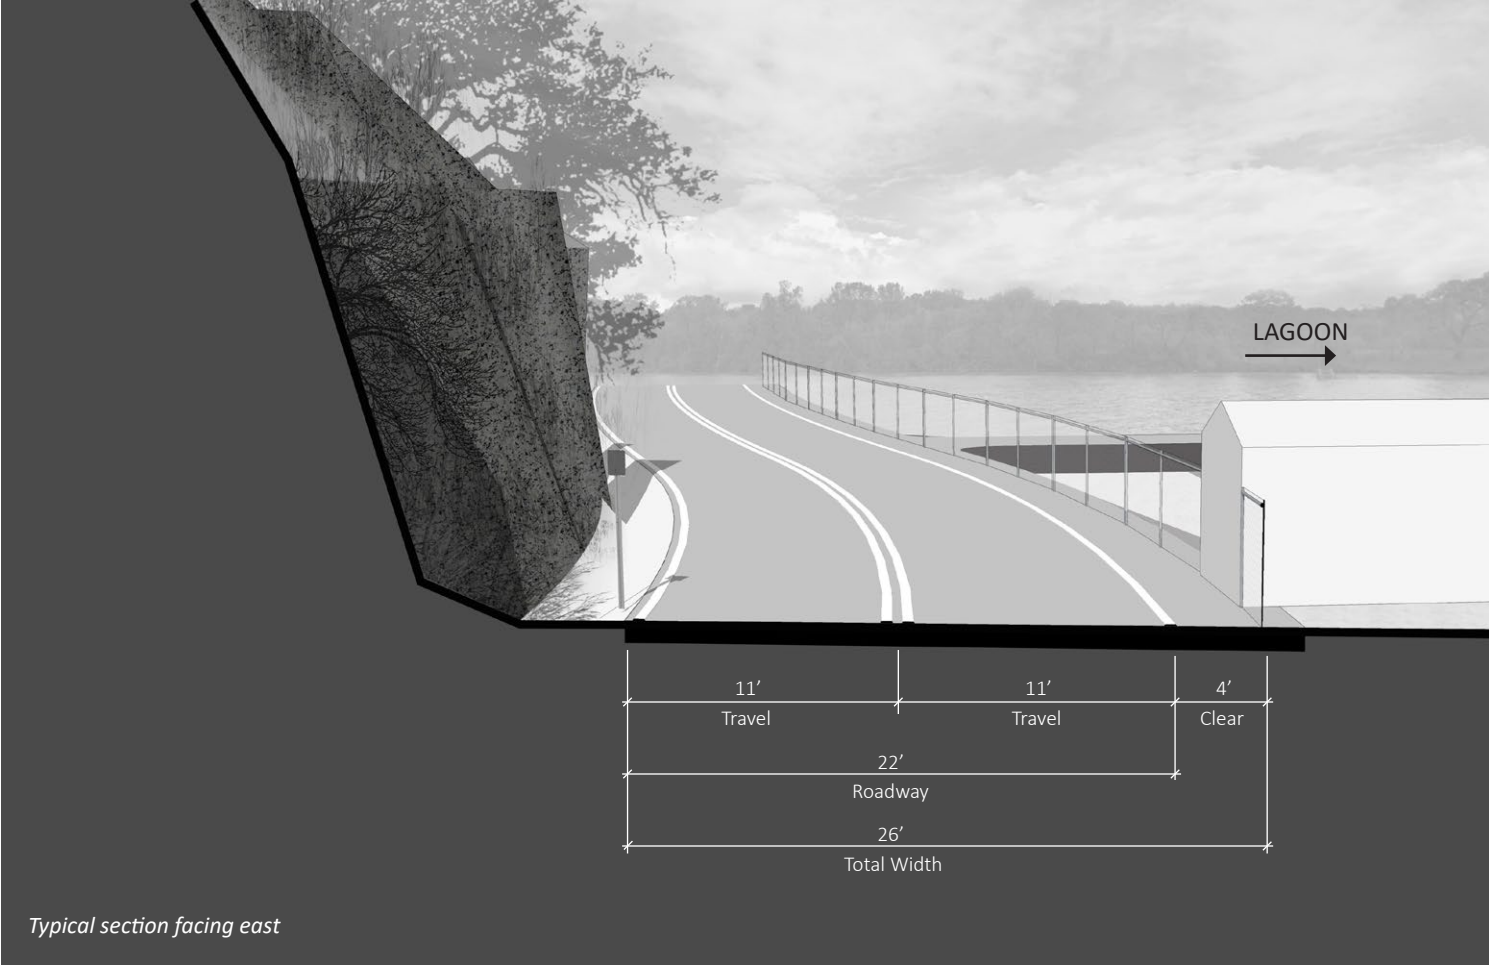 LAGOON
11’
11’
4’
Travel
Travel
Clear
22’
Roadway
26’
Total Width
Typical section facing east